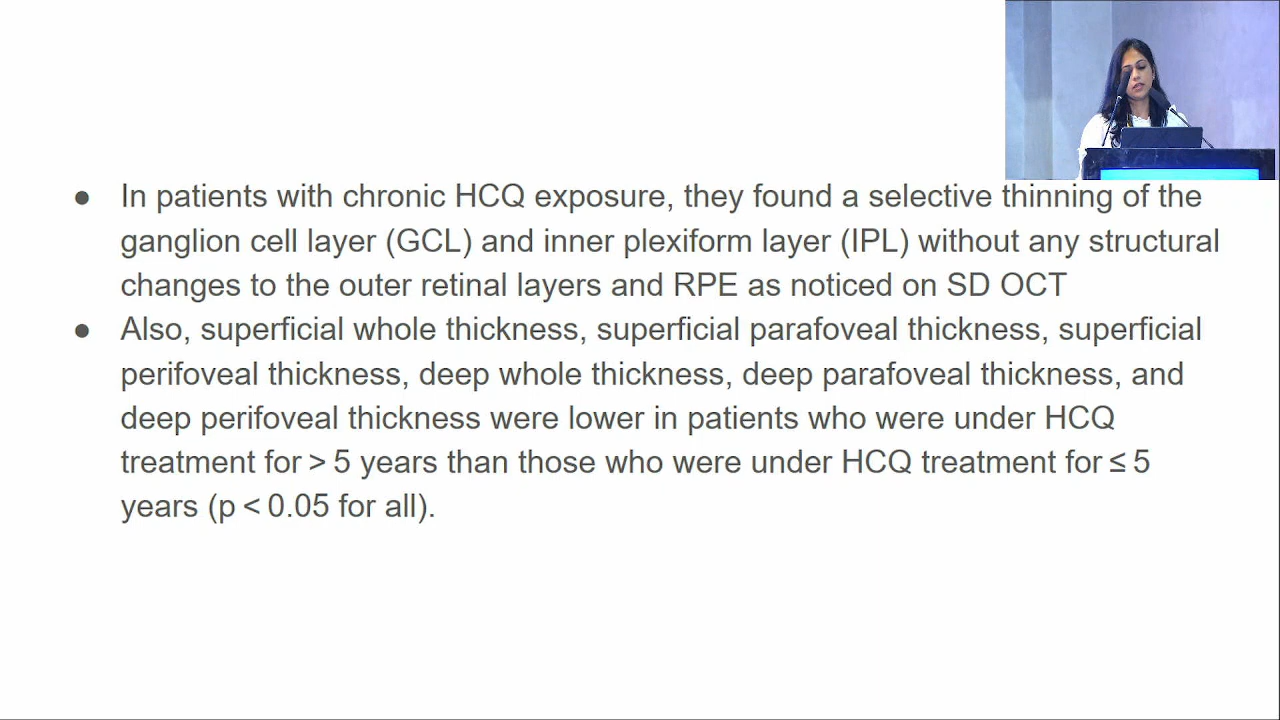 ● In patients with chronic HCQ exposure, they found a selective thinning of the
ganglion cell layer (GCL) and inner plexiform layer (IPL) without any structural
changes to the outer retinal layers and RPE as noticed on SD OCT
● Also, superficial whole thickness, superficial parafoveal thickness, superficial
perifoveal thickness, deep whole thickness, deep parafoveal thickness, and
deep perifoveal thickness were lower in patients who were under HCQ
treatment for > 5 years than those who were under HCQ treatment for ≤ 5
years (p < 0.05 for all).